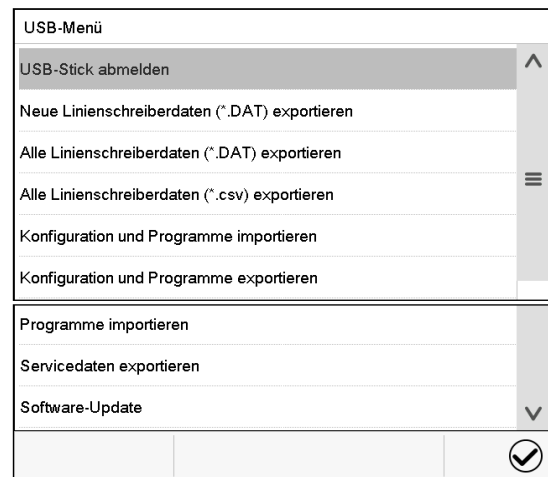 USB-Menü
USB-Stick abmelden
Neue Linienschreiberdaten (*.DAT) exportieren
Alle Linienschreiberdaten (*.DAT) exportieren
Alle Linienschreiberdaten (*.csv) exportieren
Konfiguration und Programme importieren
Konfiguration und Programme exportieren
Programme importieren
Servicedaten exportieren
Software-Update